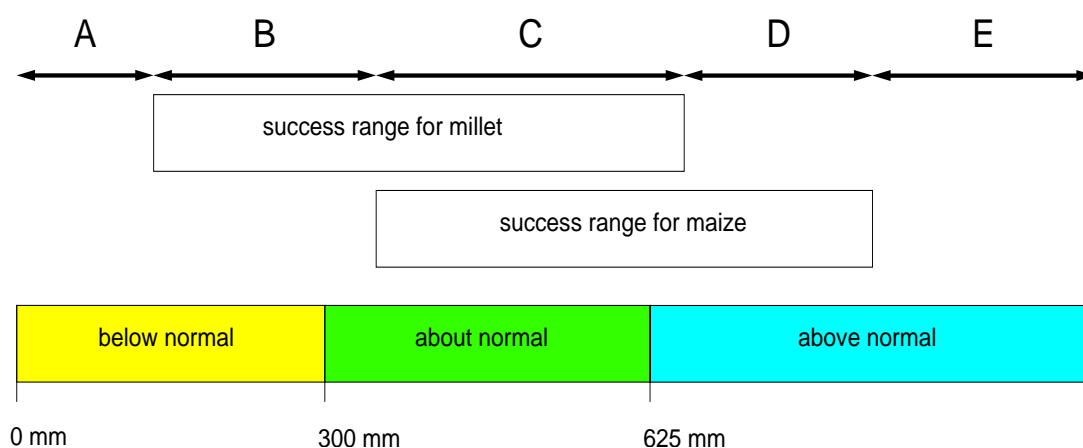 A B C D E
success range for millet
success range for maize
below normal about normal above normal
0 mm 300 mm 625 mm